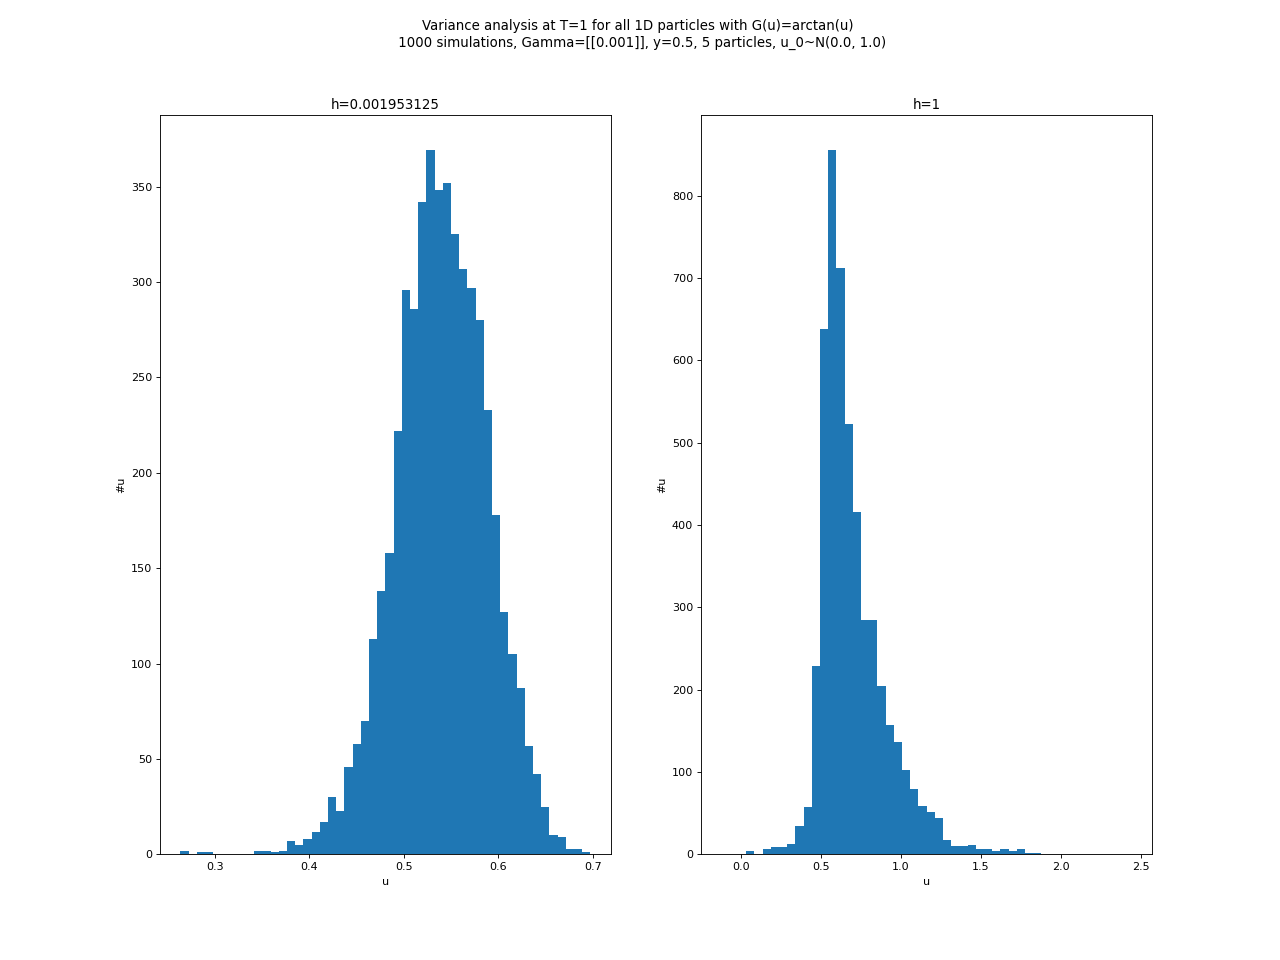 Variance analysis at T=1 for all 1D particles with G(u)=arctan(u)
1000 simulations, Gamma=[[0.001]], y=0.5, 5 particles, u_0~N(0.0, 1.0)
h=0.001953125
350
300
250
200
150
100
50
0
#u
0.3 0.4 0.5 0.6 0.7
u
h=1
800
700
600
500
400
300
200
100
0
#u
0.0 0.5 1.0 1.5 2.0 2.5
u